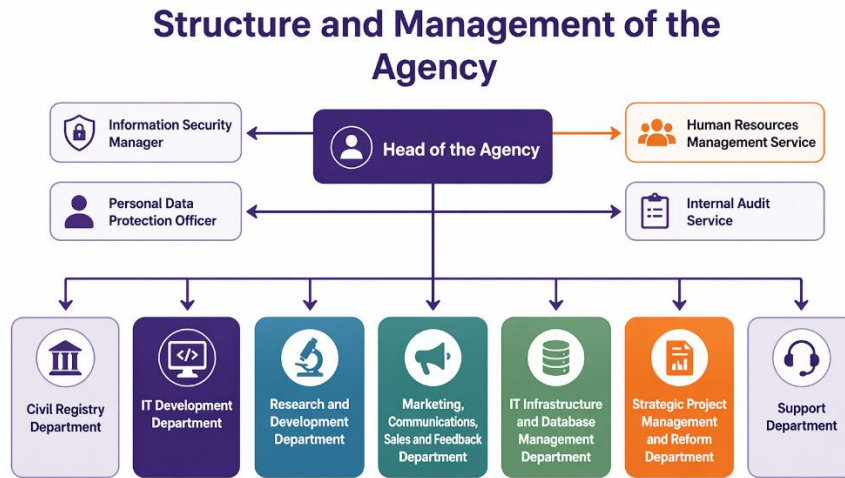 Structure and Management of the
Agency
Information Security
Manager
Head of the Agency
Human Resources
Management Service
Personal Data
Protection Officer
Internal Audit
Service
Civil Registry
Department
IT Development
Department
Research and
Development
Department
Marketing,
Communications,
Sales and Feedback
Department
IT Infrastructure
and Database
Management
Department
Strategic Project
Management
and Reform
Department
Support
Department